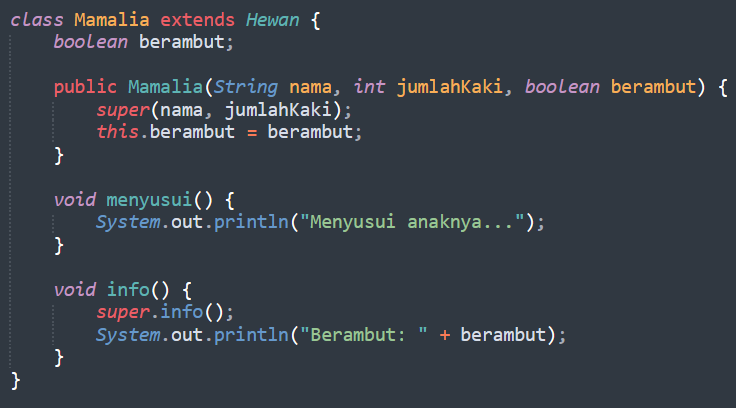 class Mamalia extends Hewan {
    boolean berambut;

    public Mamalia(String nama, int jumlahKaki, boolean berambut) {
        super(nama, jumlahKaki);
        this.berambut = berambut;
    }

    void menyusui() {
        System.out.println("Menyusui anaknya...");
    }

    void info() {
        super.info();
        System.out.println("Berambut: " + berambut);
    }
}